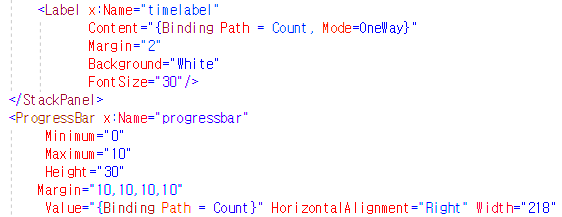 <Label x:Name="timelabel"
Content="{Binding Path = Count, Mode=OneWay}"
Margin="2"
Background="White"
FontSize="30"/>
</StackPanel>
<ProgressBar x:Name="progressbar"
Minimum="0"
Maximum="10"
Height="30"
Margin="10,10,10,10"
Value="{Binding Path = Count}" HorizontalAlignment="Right" Width="218"